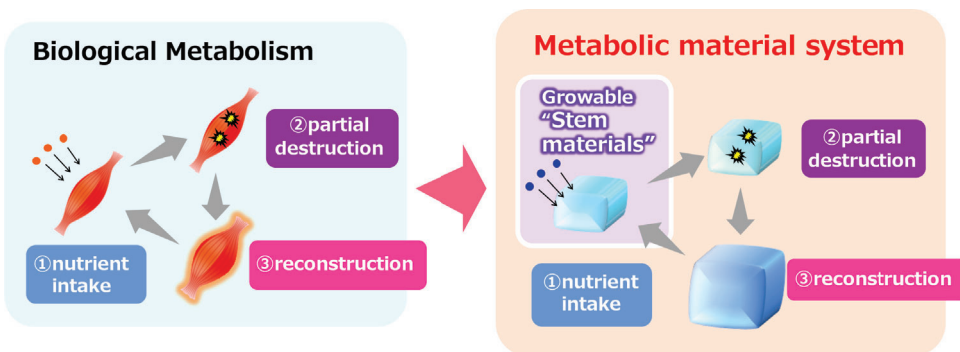 Biological Metabolism
②partial
destruction
①nutrient
intake
③reconstruction
Metabolic material system
Growable
“Stem
materials”
②partial
destruction
①nutrient
intake
③reconstruction